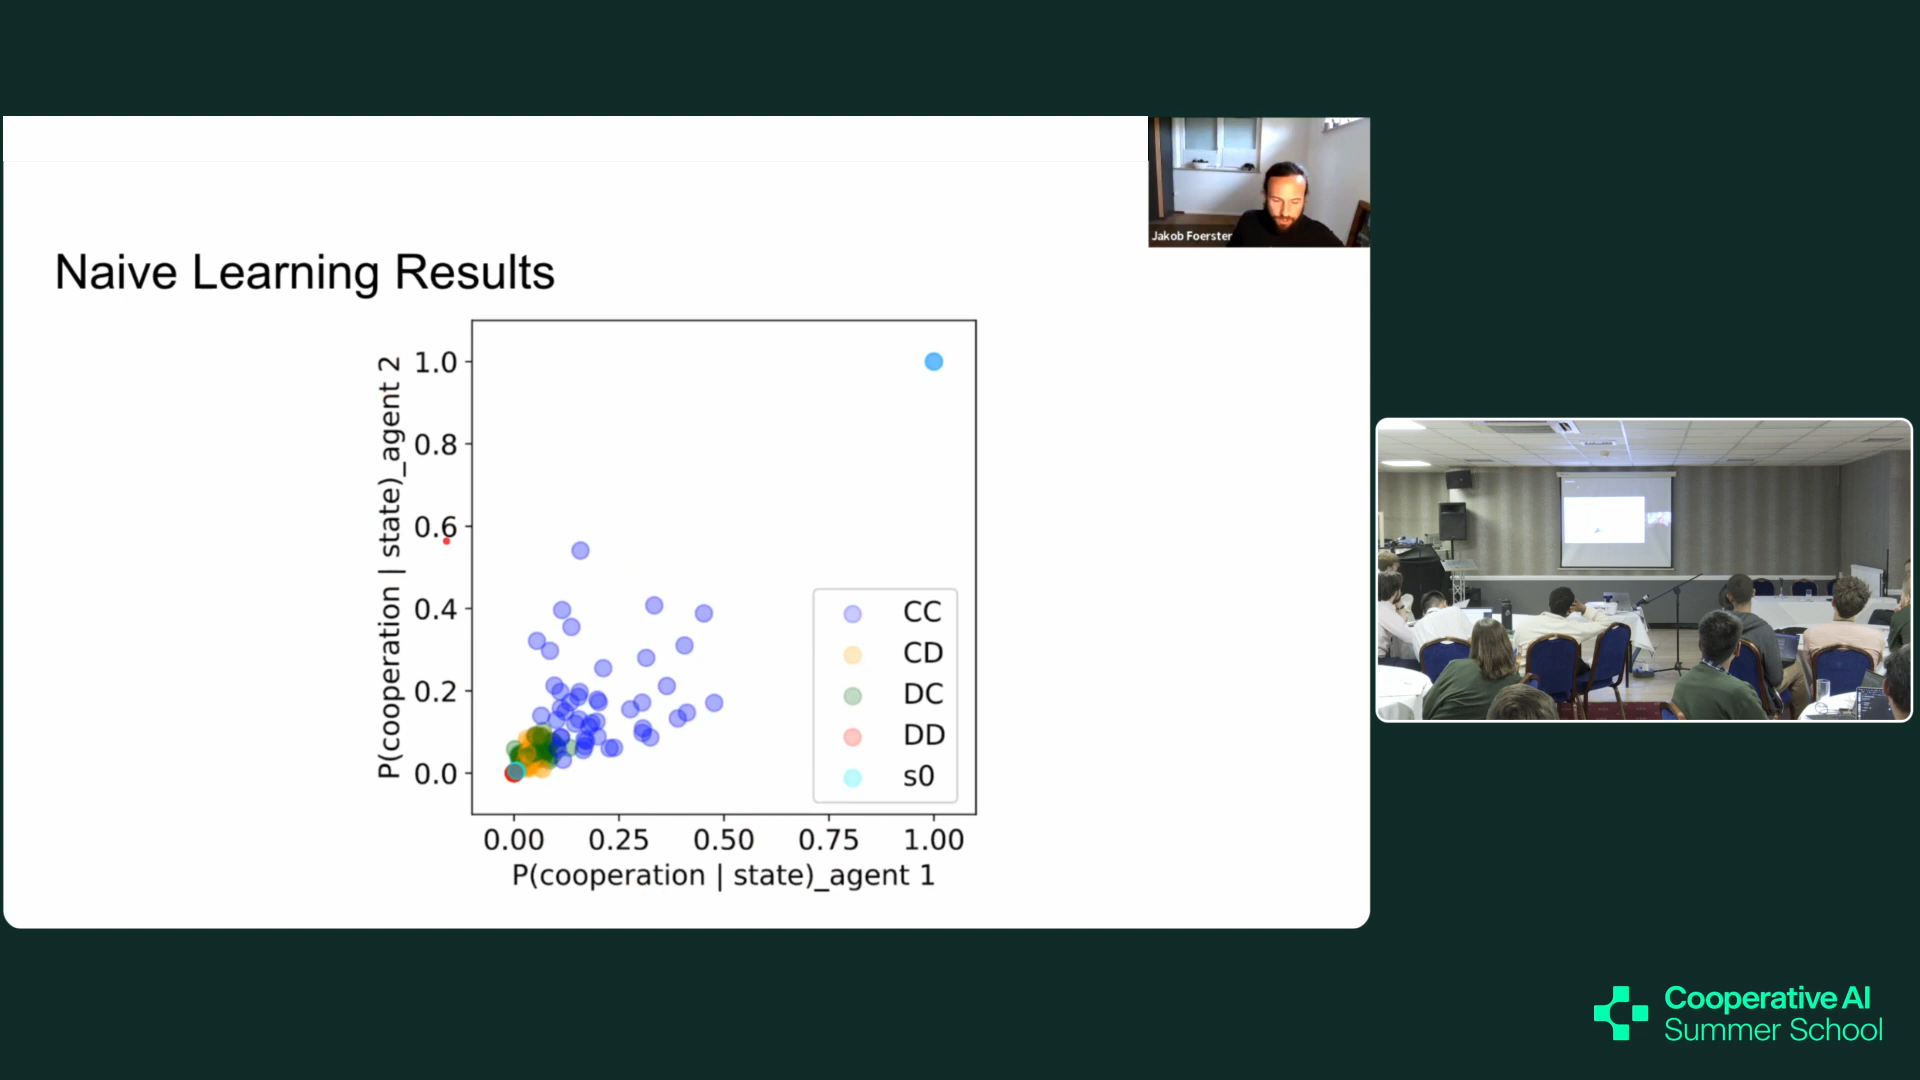 Jakob Foerster
Naive Learning Results
P(cooperation | state)_agent 2
1.0
0.8
0.6
0.4
0.2
0.0
CC
CD
DC
DD
s0
0.00 0.25 0.50 0.75 1.00
P(cooperation | state)_agent 1
Cooperative AI
Summer School